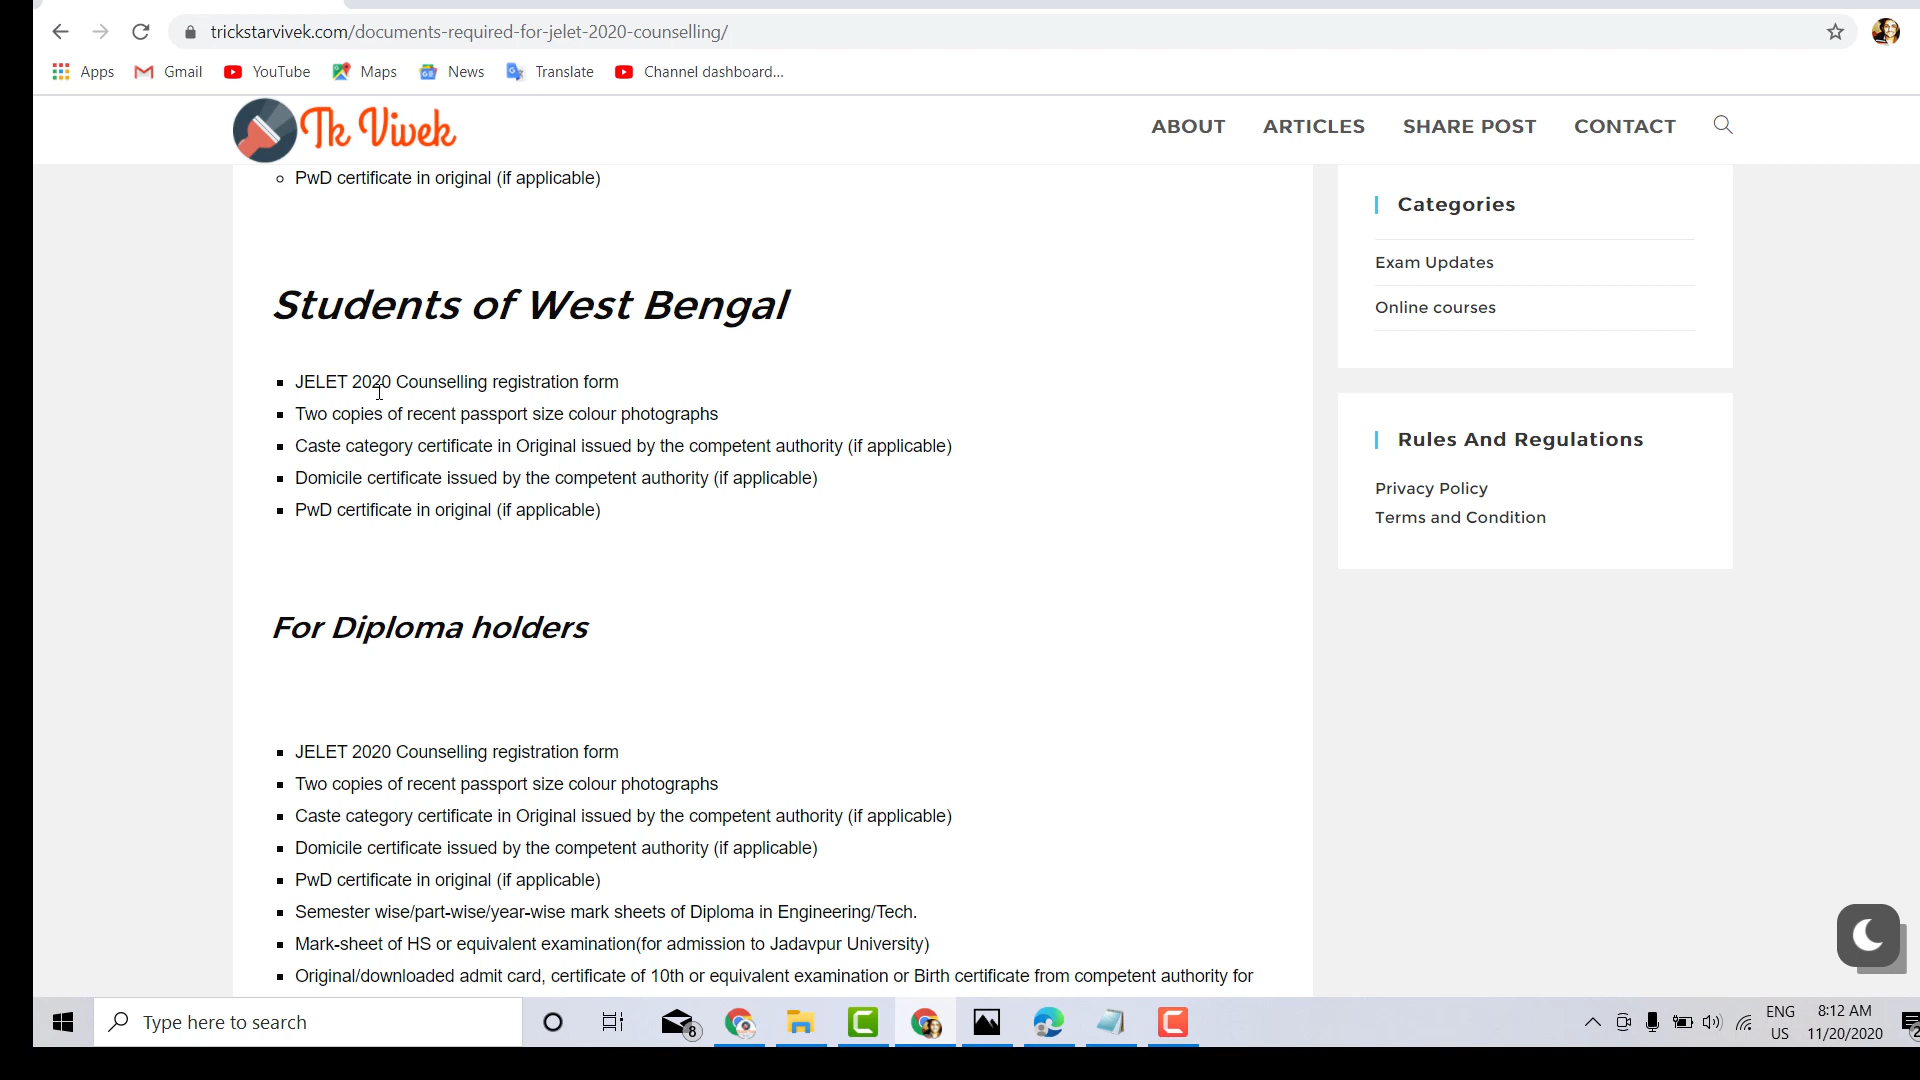 trickstarvivek.com/documents-required-for-jelet-2020-counselling/
Apps Gmail YouTube Maps News Translate Channel dashboard...
Tk Vivek
ABOUT ARTICLES SHARE POST CONTACT
PwD certificate in original (if applicable)
Students of West Bengal
JELET 2020 Counselling registration form
Two copies of recent passport size colour photographs
Caste category certificate in Original issued by the competent authority (if applicable)
Domicile certificate issued by the competent authority (if applicable)
PwD certificate in original (if applicable)
For Diploma holders
JELET 2020 Counselling registration form
Two copies of recent passport size colour photographs
Caste category certificate in Original issued by the competent authority (if applicable)
Domicile certificate issued by the competent authority (if applicable)
PwD certificate in original (if applicable)
Semester wise/part-wise/year-wise mark sheets of Diploma in Engineering/Tech.
Mark-sheet of HS or equivalent examination(for admission to Jadavpur University)
Original/downloaded admit card, certificate of 10th or equivalent examination or Birth certificate from competent authority for
Categories
Exam Updates
Online courses
Rules And Regulations
Privacy Policy
Terms and Condition
Type here to search
8
ENG
US
8:12 AM
11/20/2020
2